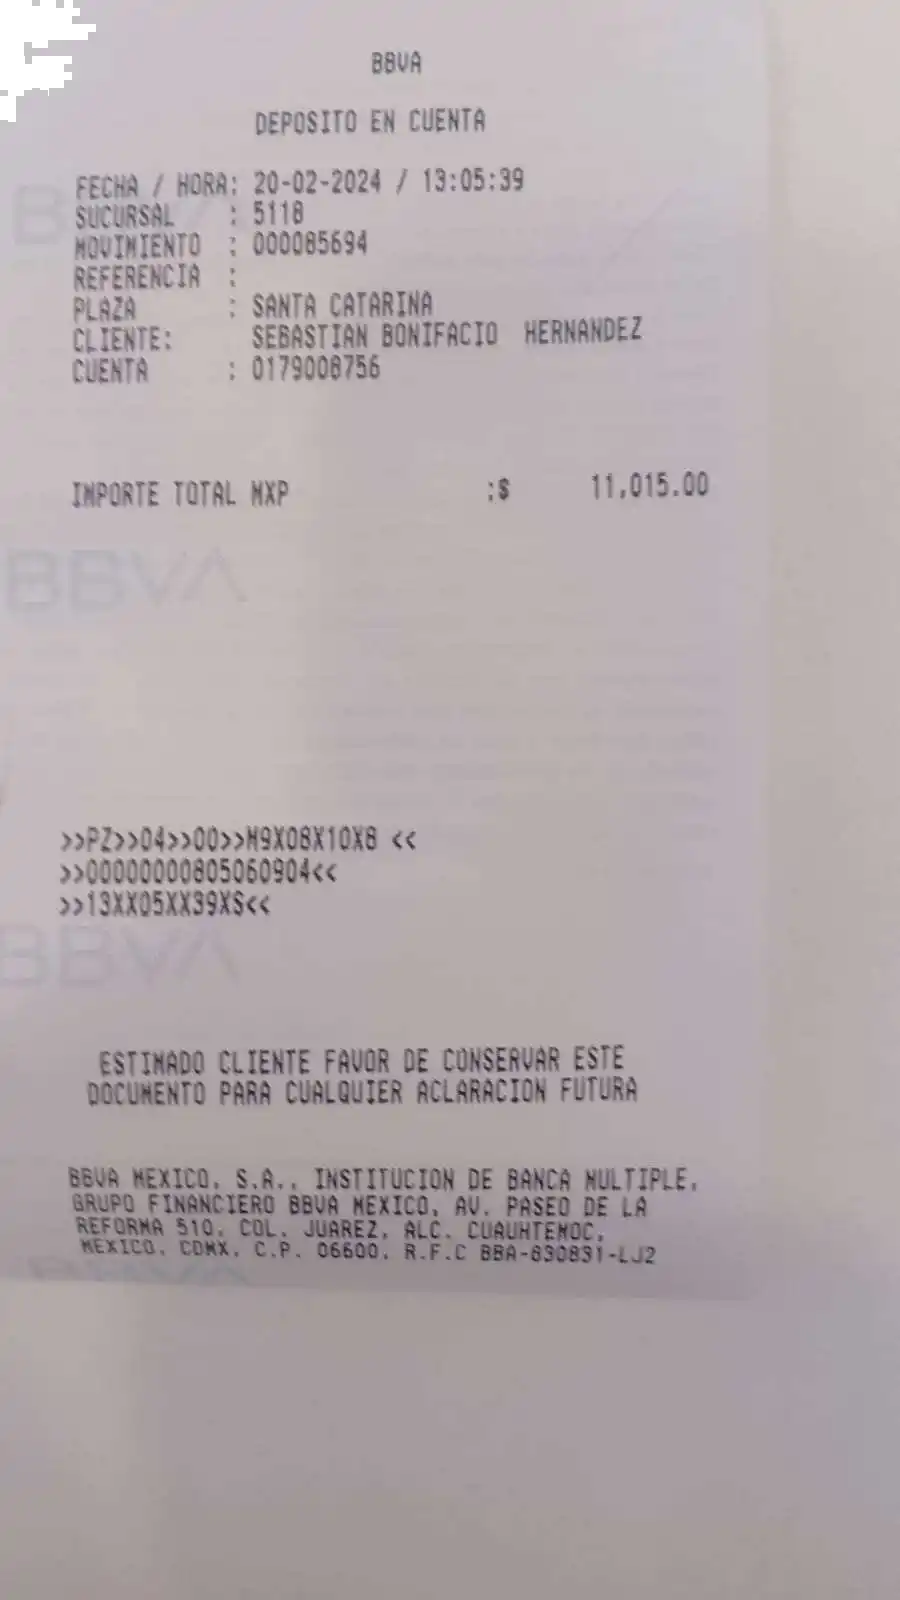 BBVA
DEPOSITO EN CUENTA
FECHA / HORA: 20-02-2024 / 13:05:39
SUCURSAL : 5118
MOVIMIENTO : 000085694
REFERENCIA :
PLAZA : SANTA CATARINA
CLIENTE: SEBASTIAN BONIFACIO HERNANDEZ
CUENTA : 0179008756
IMPORTE TOTAL MXP :$ 11,015.00
BBVA
>>PZ>>04>>00>>M9X08X10X8 <<
>>00000000805060904<<
>>13XX05XX39XS<<
BBVA
ESTIMADO CLIENTE FAVOR DE CONSERVAR ESTE
DOCUMENTO PARA CUALQUIER ACLARACION FUTURA
BBVA MEXICO, S.A., INSTITUCION DE BANCA MULTIPLE,
GRUPO FINANCIERO BBVA MEXICO, AV. PASEO DE LA
REFORMA 510, COL. JUAREZ, ALC. CUAUHTEMOC,
MEXICO, CDMX, C.P. 06600, R.F.C BBA-830831-LJ2